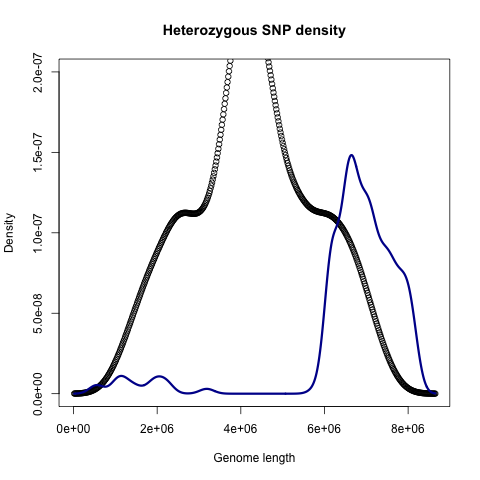 Heterozygous SNP density
2.0e-07
1.5e-07
1.0e-07
5.0e-08
0.0e+00
Density
0e+00 2e+06 4e+06 6e+06 8e+06
Genome length